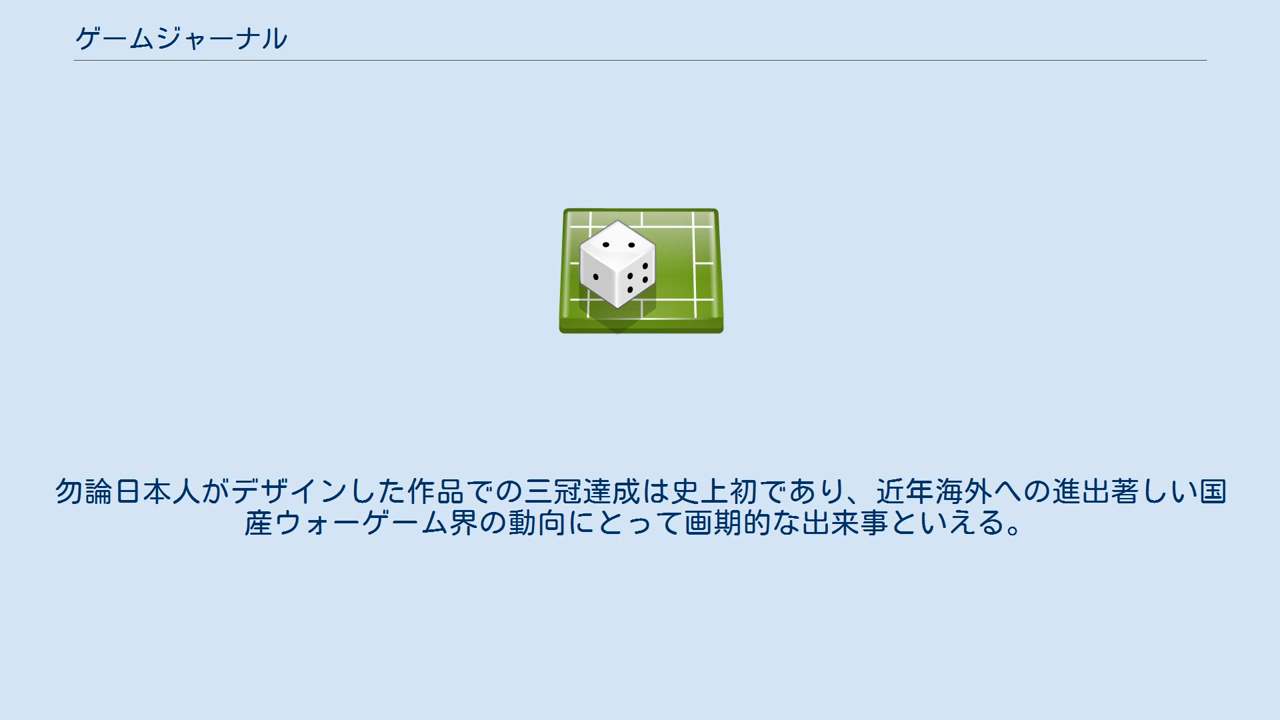 ゲームジャーナル
勿論日本人がデザインした作品での三冠達成は史上初であり、近年海外への進出著しい国
産ウォーゲーム界の動向にとって画期的な出来事といえる。